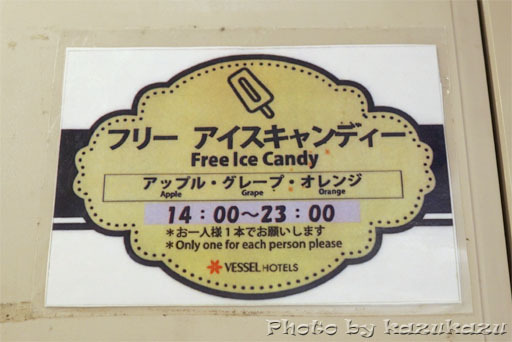 フリー アイスキャンディー
Free Ice Candy
アップル・グレープ・オレンジ
Apple Grape Orange
14：00～23：00
＊お一人様１本でお願いします
＊Only one for each person please
VESSEL HOTELS
Photo by kazukazu